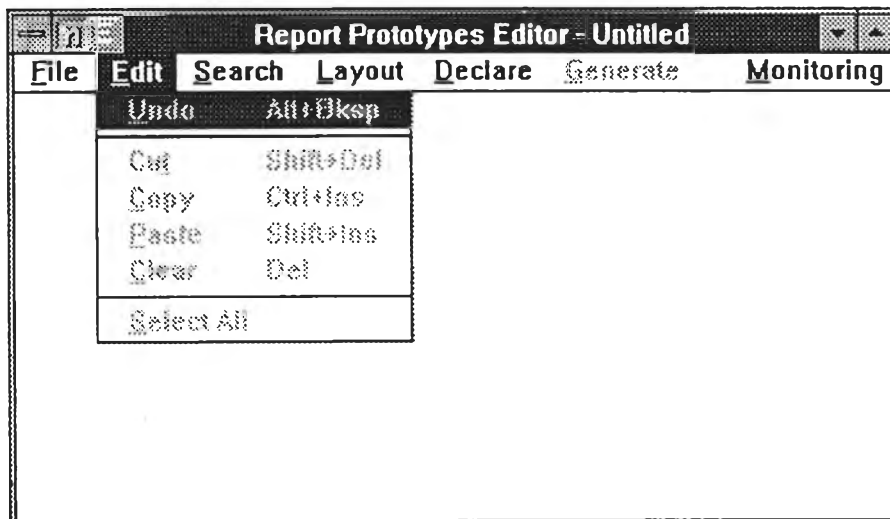 Report Prototypes Editor - Untitled
File Edit Search Layout Declare Generate Monitoring
Undo Alt+Bksp
Cut Shift+Del
Copy Ctrl+Ins
Paste Shift+Ins
Clear Del
Select All